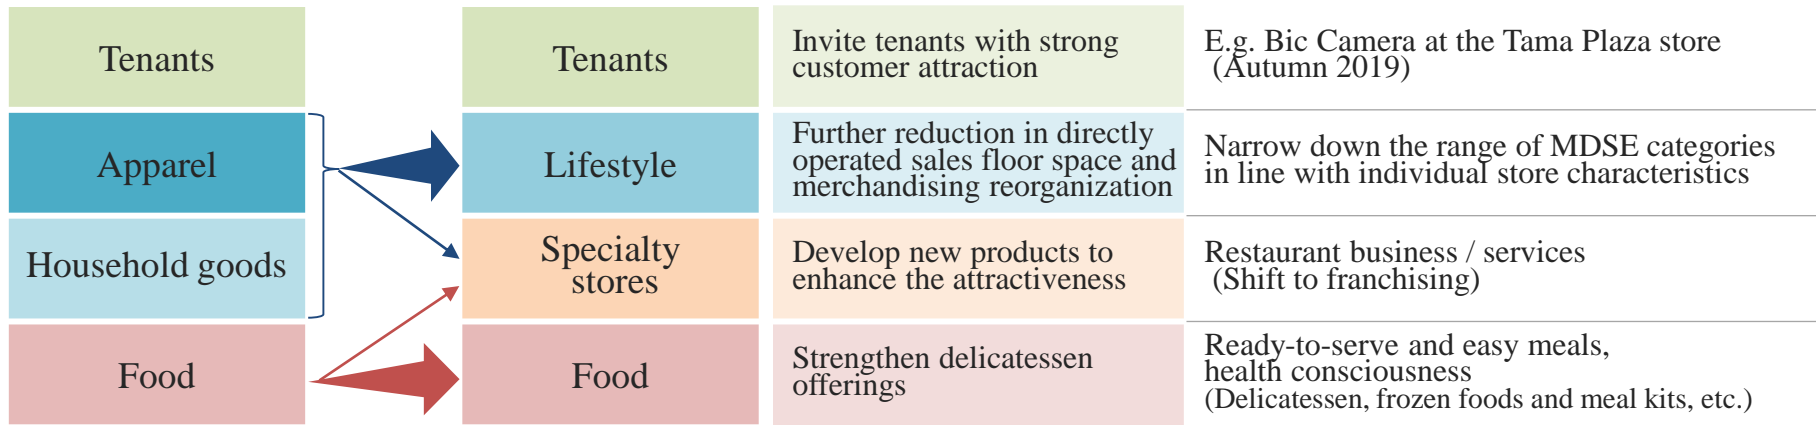 Tenants
Tenants
Invite tenants with strong
customer attraction
E.g. Bic Camera at the Tama Plaza store
(Autumn 2019)
Apparel
Lifestyle
Further reduction in directly
operated sales floor space and
merchandising reorganization
Narrow down the range of MDSE categories
in line with individual store characteristics
Household goods
Specialty
stores
Develop new products to
enhance the attractiveness
Restaurant business / services
(Shift to franchising)
Food
Food
Strengthen delicatessen
offerings
Ready-to-serve and easy meals,
health consciousness
(Delicatessen, frozen foods and meal kits, etc.)